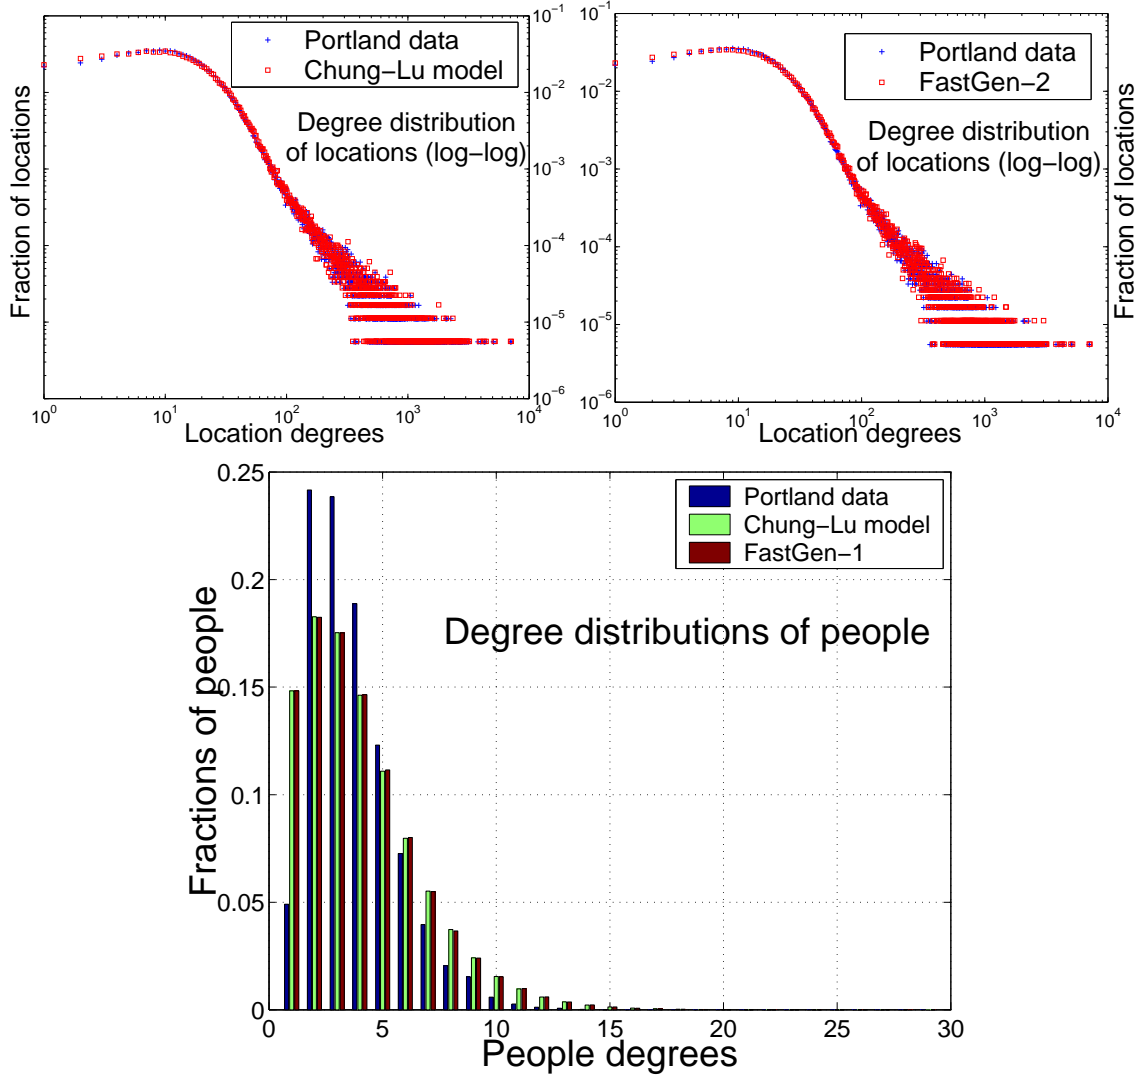 Portland data
Chung−Lu model
Degree distribution
of locations (log−log)
Fraction of locations
10^0
10^1
10^2
10^3
10^4
10^−1
10^−2
10^−3
10^−4
10^−5
10^−6
Location degrees
Portland data
FastGen−2
Degree distribution
of locations (log−log)
Fraction of locations
10^−1
10^−2
10^−3
10^−4
10^−5
10^−6
10^0
10^1
10^2
10^3
10^4
Location degrees
Portland data
Chung−Lu model
FastGen−1
Degree distributions of people
Fractions of people
0.25
0.2
0.15
0.1
0.05
0
0
5
10
15
20
25
30
People degrees